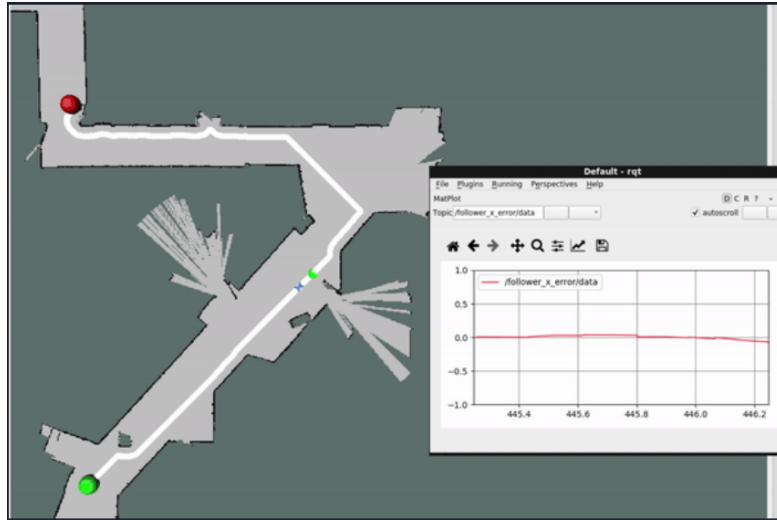 Default - rqt
File Plugins Running Perspectives Help
MatPlot D C R ? -
Topic /follower_x_error/data autoscroll
/follower_x_error/data
1.0
0.5
0.0
−0.5
−1.0
445.4 445.6 445.8 446.0 446.2